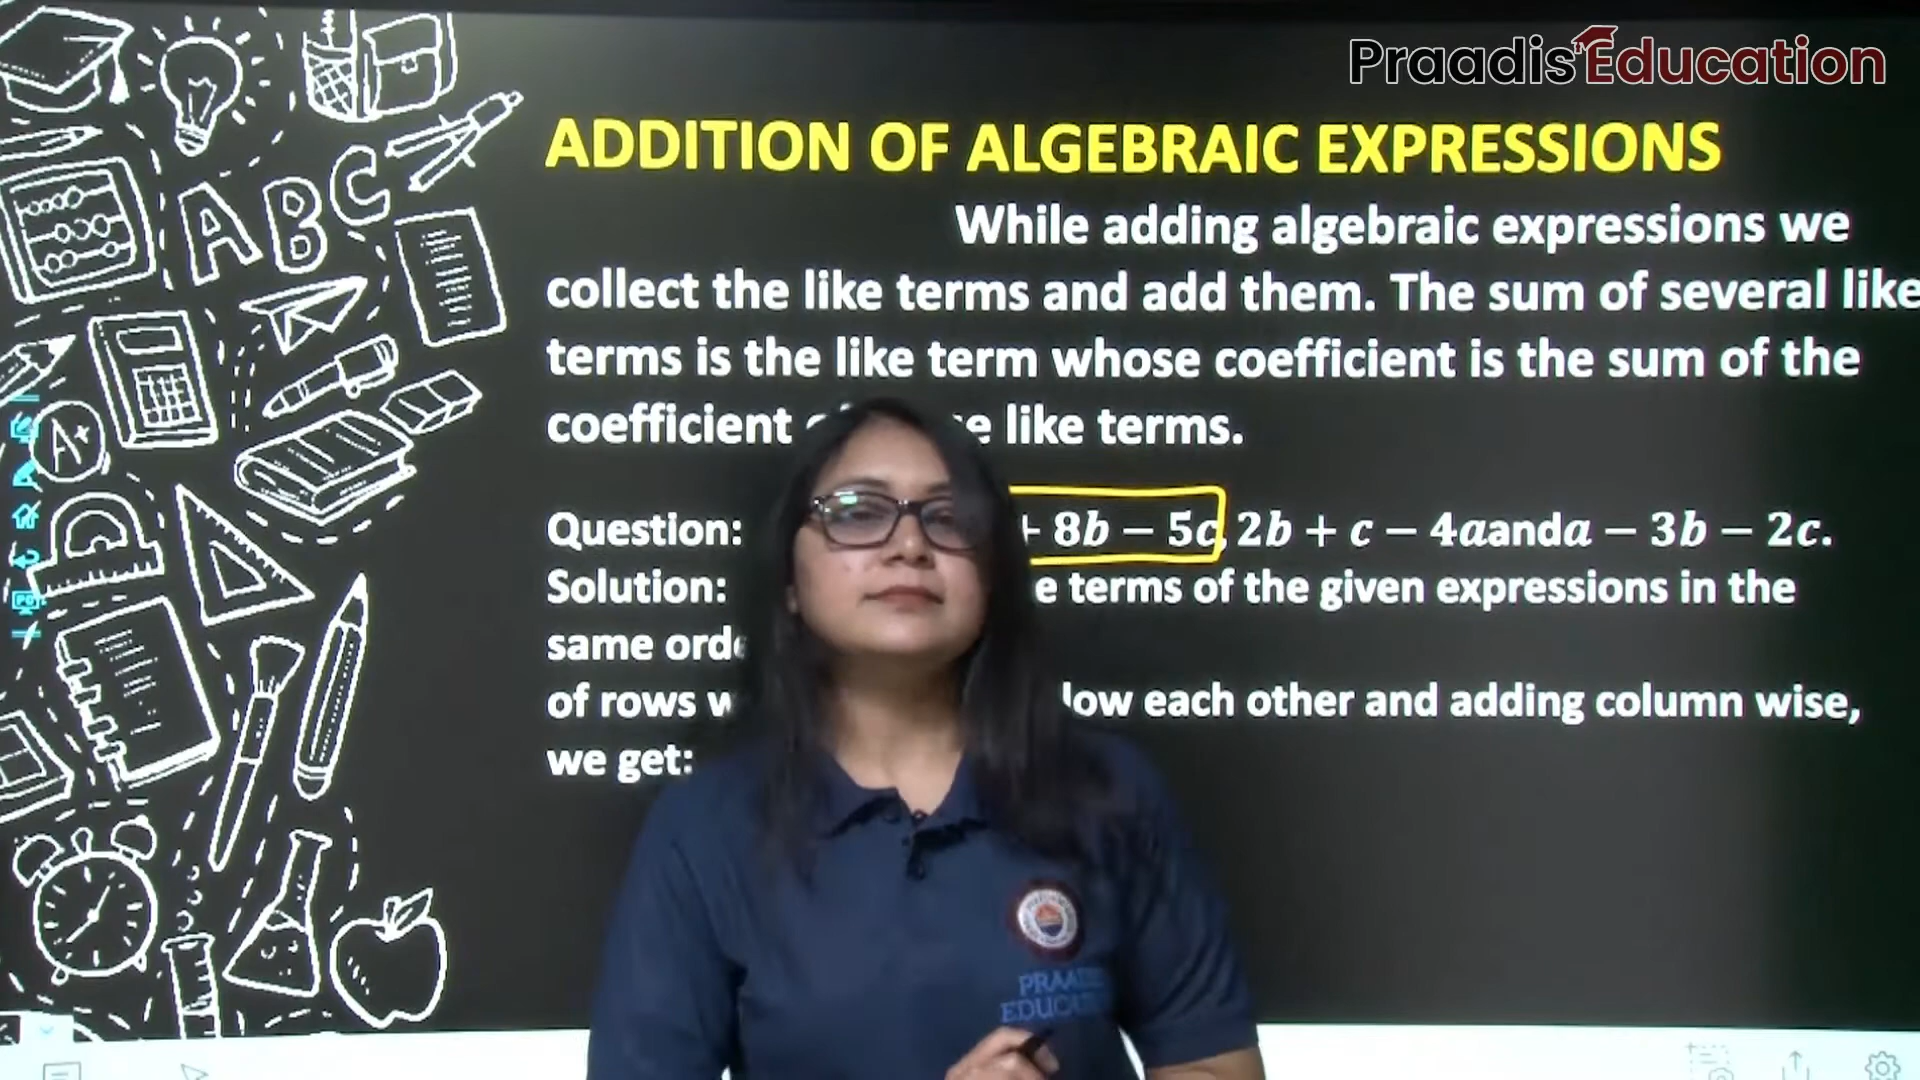 Praadis Education
ADDITION OF ALGEBRAIC EXPRESSIONS
While adding algebraic expressions we
collect the like terms and add them. The sum of several like
terms is the like term whose coefficient is the sum of the
coefficient like terms.
Question: + 8b − 5c, 2b + c − 4aanda − 3b − 2c.
Solution: terms of the given expressions in the
same
of rows each other and adding column wise,
we get:
A B C
A+
PRAADIS
EDUCATION